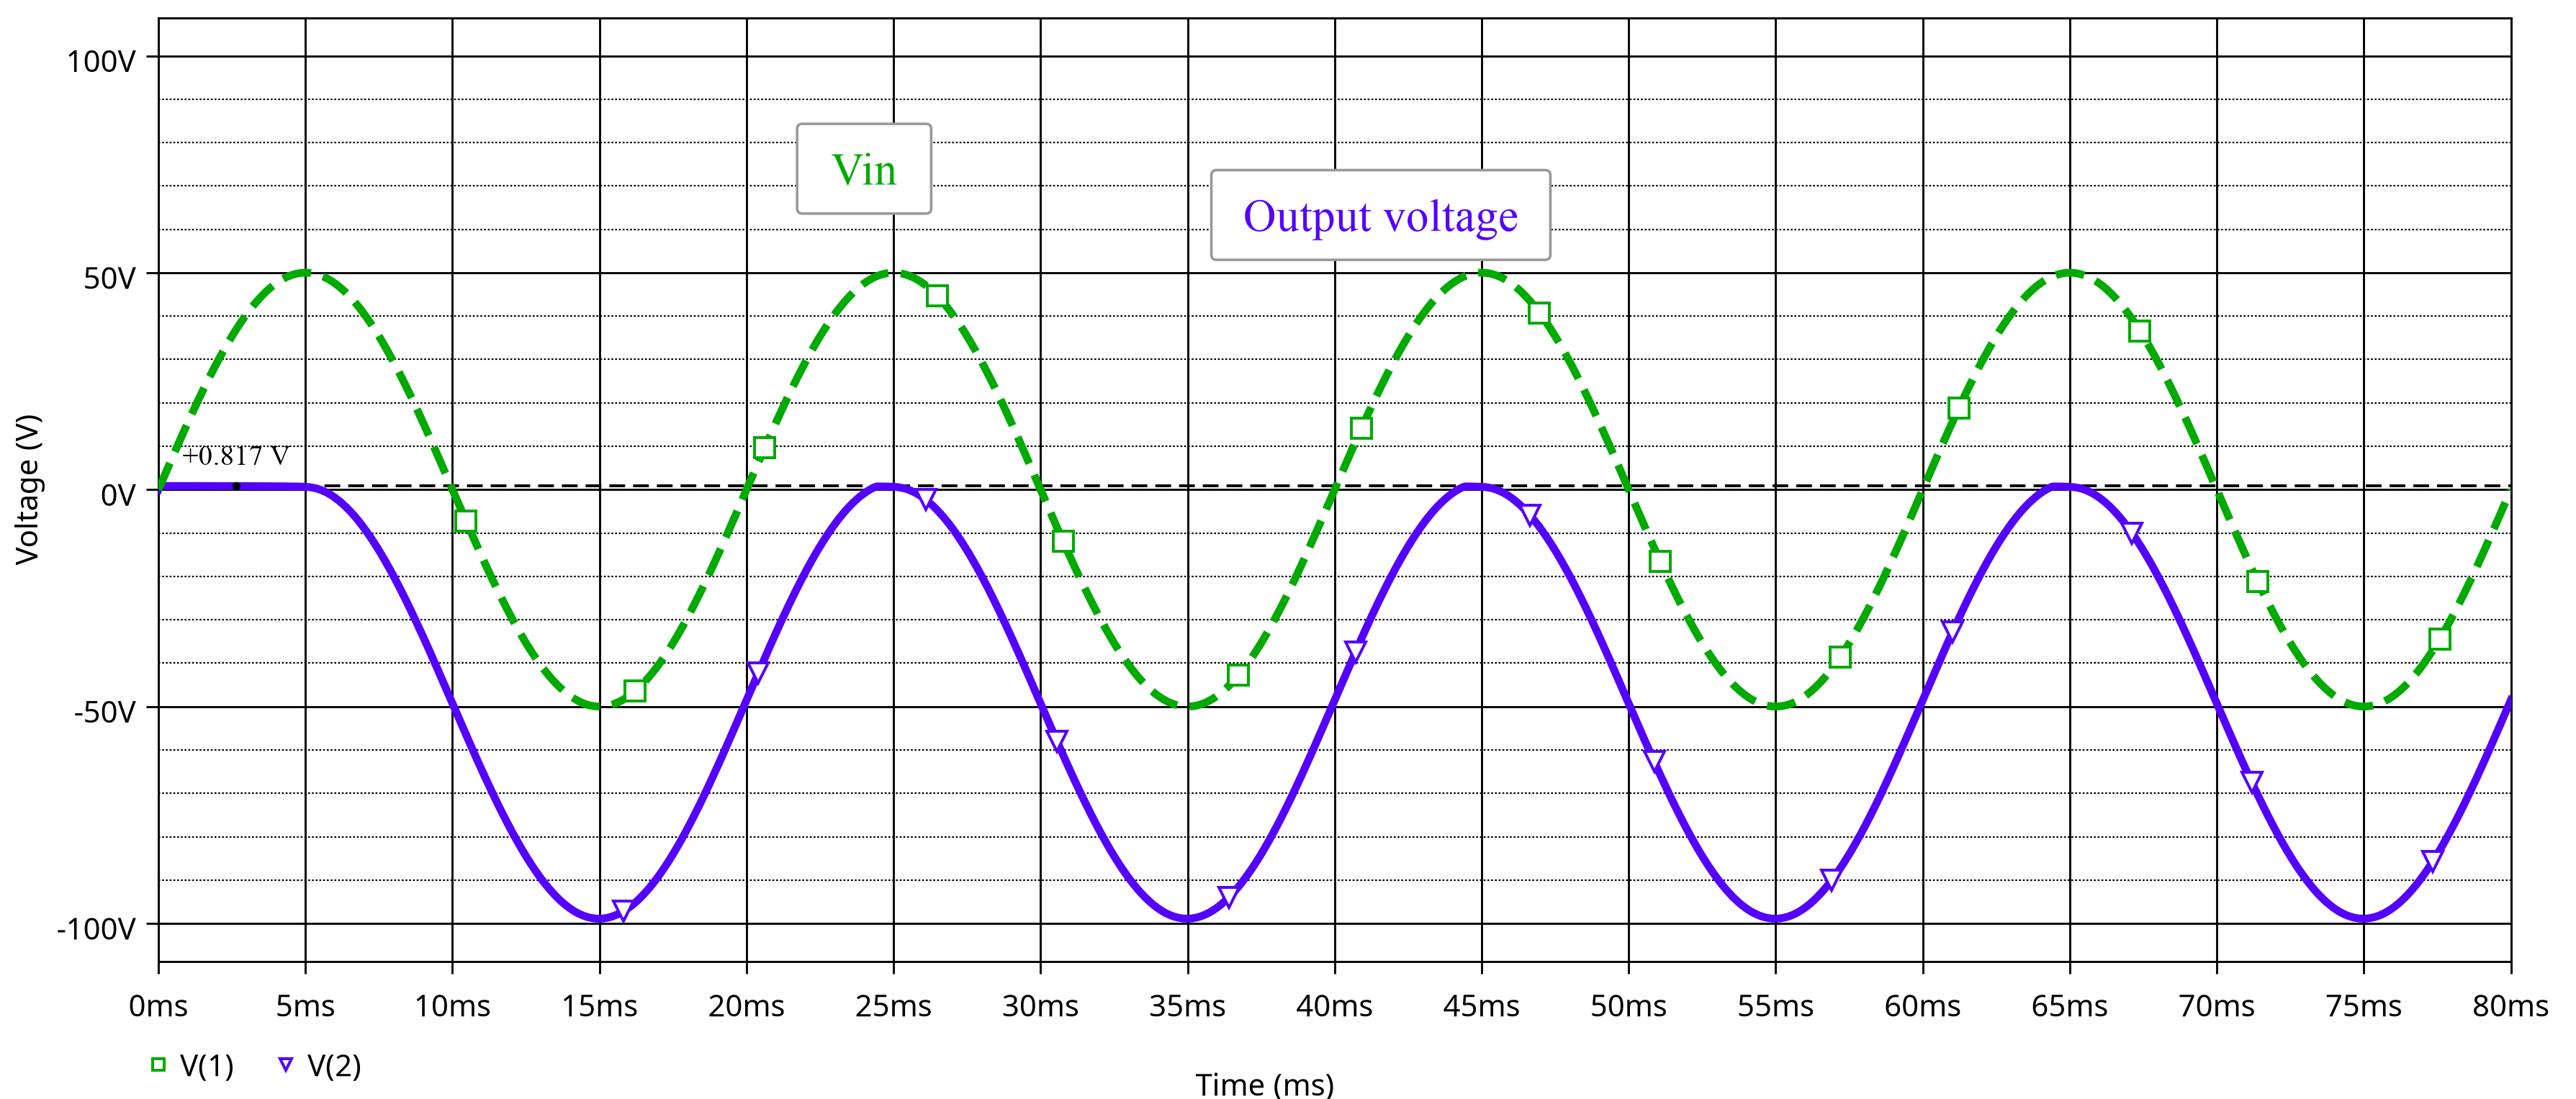 100V
50V
0V
-50V
-100V
Voltage (V)
Vin
Output voltage
+0.817 V
0ms 5ms 10ms 15ms 20ms 25ms 30ms 35ms 40ms 45ms 50ms 55ms 60ms 65ms 70ms 75ms 80ms
V(1) V(2)
Time (ms)